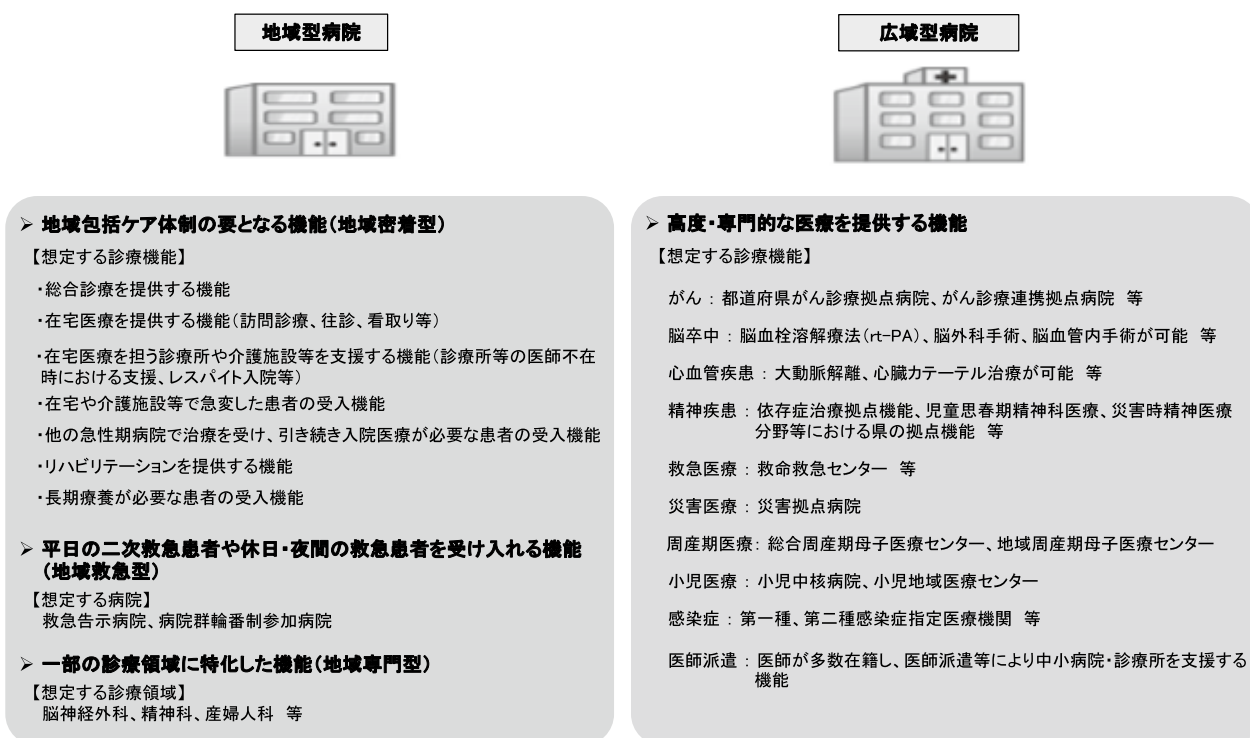 地域型病院
➢ 地域包括ケア体制の要となる機能(地域密着型)
【想定する診療機能】
・総合診療を提供する機能
・在宅医療を提供する機能(訪問診療、往診、看取り等)
・在宅医療を担う診療所や介護施設等を支援する機能(診療所等の医師不在
時における支援、レスパイト入院等)
・在宅や介護施設等で急変した患者の受入機能
・他の急性期病院で治療を受け、引き続き入院医療が必要な患者の受入機能
・リハビリテーションを提供する機能
・長期療養が必要な患者の受入機能
➢ 平日の二次救急患者や休日・夜間の救急患者を受け入れる機能
(地域救急型)
【想定する病院】
救急告示病院、病院群輪番制参加病院
➢ 一部の診療領域に特化した機能(地域専門型)
【想定する診療領域】
脳神経外科、精神科、産婦人科 等
広域型病院
➢ 高度・専門的な医療を提供する機能
【想定する診療機能】
がん : 都道府県がん診療拠点病院、がん診療連携拠点病院 等
脳卒中 : 脳血栓溶解療法(rt-PA)、脳外科手術、脳血管内手術が可能 等
心血管疾患 : 大動脈解離、心臓カテーテル治療が可能 等
精神疾患 : 依存症治療拠点機能、児童思春期精神科医療、災害時精神医療
分野等における県の拠点機能 等
救急医療 : 救命救急センター 等
災害医療 : 災害拠点病院
周産期医療: 総合周産期母子医療センター、地域周産期母子医療センター
小児医療 : 小児中核病院、小児地域医療センター
感染症 : 第一種、第二種感染症指定医療機関 等
医師派遣 : 医師が多数在籍し、医師派遣等により中小病院・診療所を支援する
機能